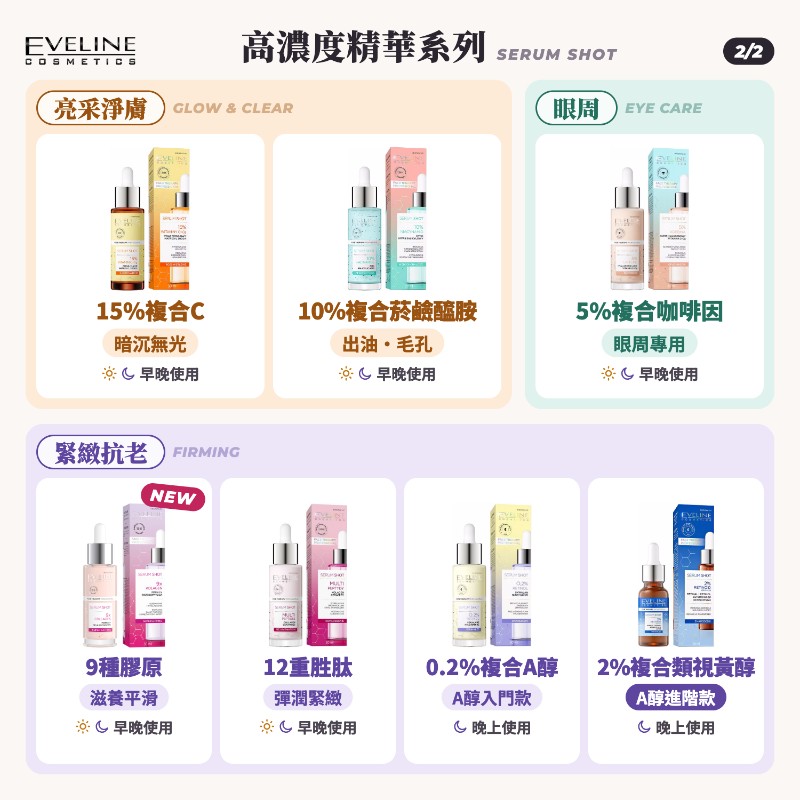 EVELINE
COSMETICS
高濃度精華系列 SERUM SHOT
2/2
亮采淨膚 GLOW & CLEAR
15%複合C
暗沉無光
早晚使用
10%複合菸鹼醯胺
出油・毛孔
早晚使用
眼周 EYE CARE
5%複合咖啡因
眼周專用
早晚使用
緊緻抗老 FIRMING
NEW
9種膠原
滋養平滑
早晚使用
12重胜肽
彈潤緊緻
早晚使用
0.2%複合A醇
A醇入門款
晚上使用
2%複合類視黃醇
A醇進階款
晚上使用